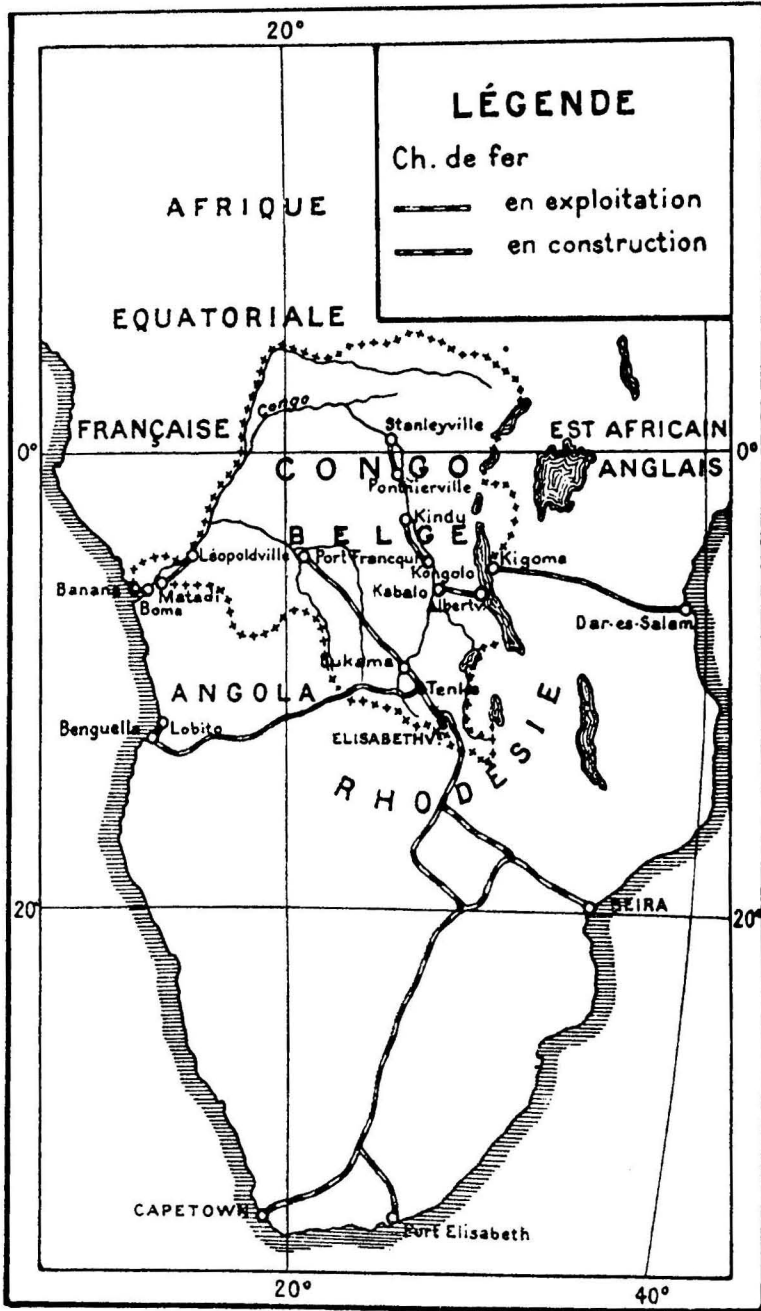 20°
LÉGENDE
Ch. de fer
en exploitation
en construction
AFRIQUE
EQUATORIALE
FRANÇAISE
Congo
Stanleyville
EST AFRICAIN
ANGLAIS
0°
0°
CONGO
Ponthierville
Kindu
BELGE
Léopoldville
Port Francqui
Kongolo
Kigoma
Banana
Matadi
Boma
Kabalo
Albertv.
Dar-es-Salam
Bukama
ANGOLA
Tenke
Benguella
Lobito
ELISABETHV.
RHODESIE
20°
BEIRA
20°
CAPETOWN
Port Elisabeth
20°
40°